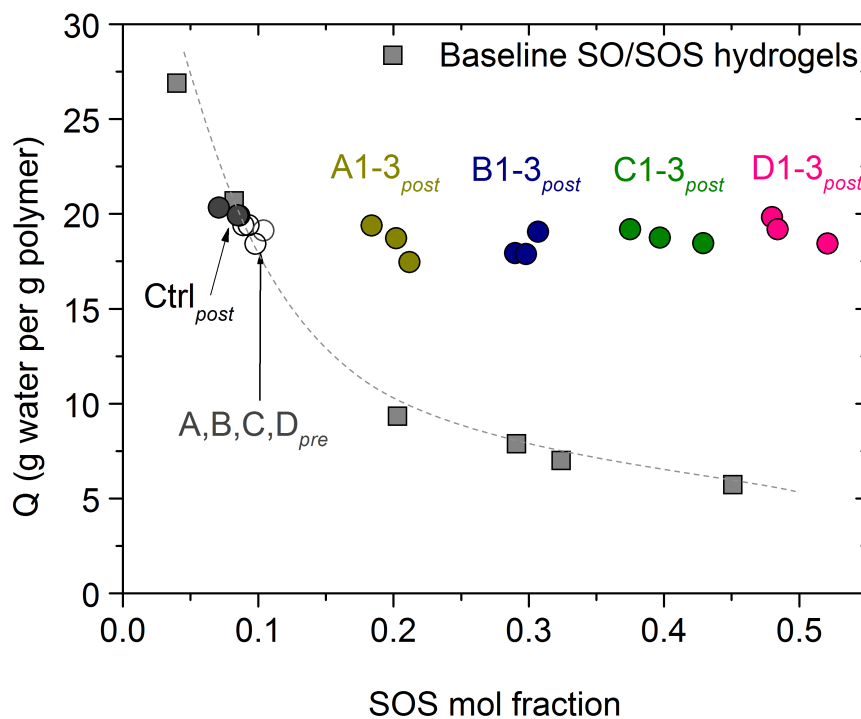 30
Baseline SO/SOS hydrogels
25
A1-3post
B1-3post
C1-3post
D1-3post
20
Ctrlpost
15
10
A,B,C,Dpre
5
0
0.0
0.1
0.2
0.3
0.4
0.5
SOS mol fraction
Q (g water per g polymer)